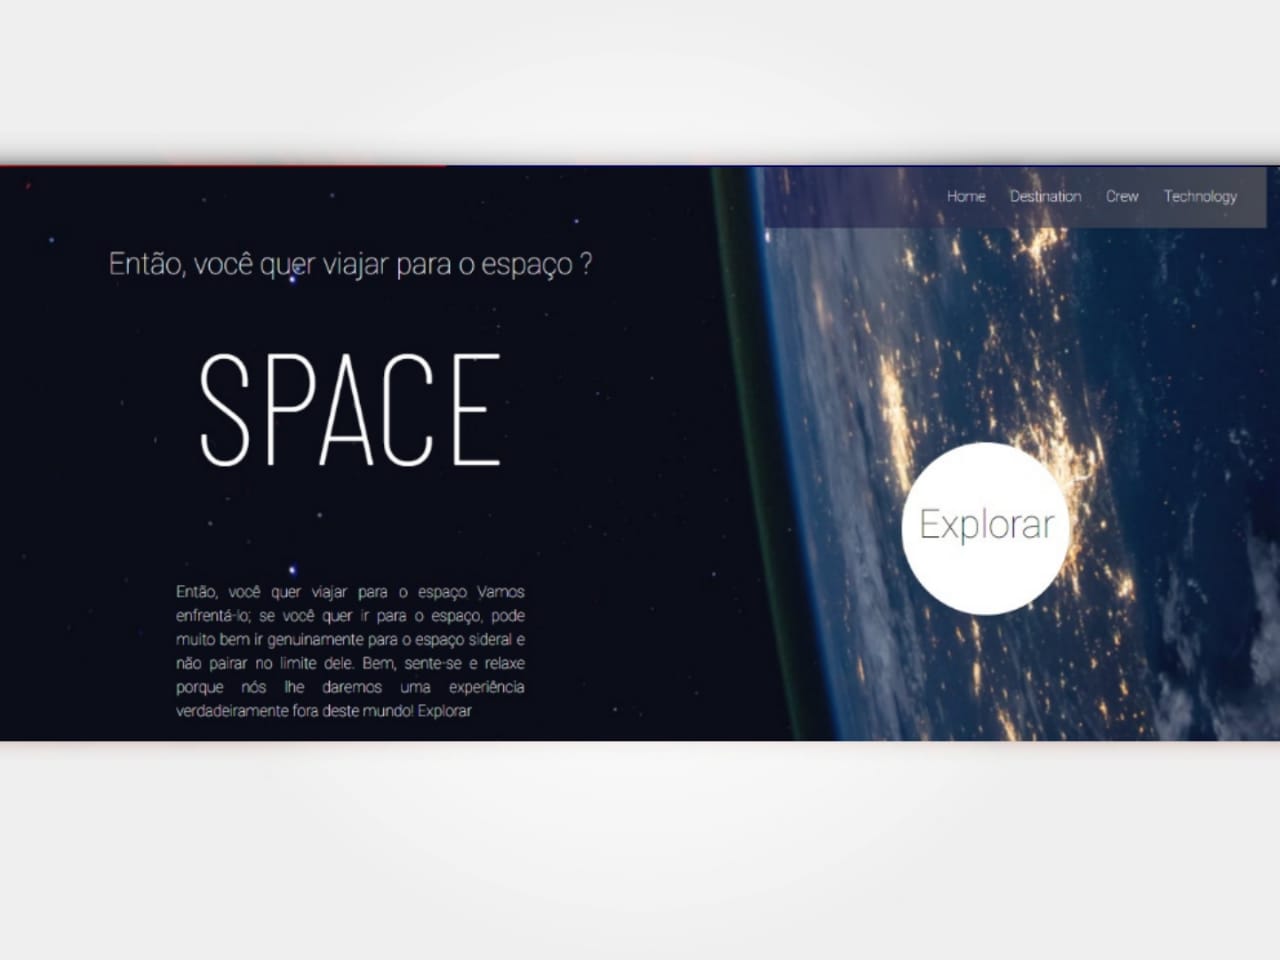 Home Destination Crew Technology
Então, você quer viajar para o espaço ?
SPACE
Explorar
Então, você quer viajar para o espaço Vamos
enfrentá-lo; se você quer ir para o espaço, pode
muito bem ir genuinamente para o espaço sideral e
não pairar no limite dele. Bem, sente-se e relaxe
porque nós lhe daremos uma experiência
verdadeiramente fora deste mundo! Explorar